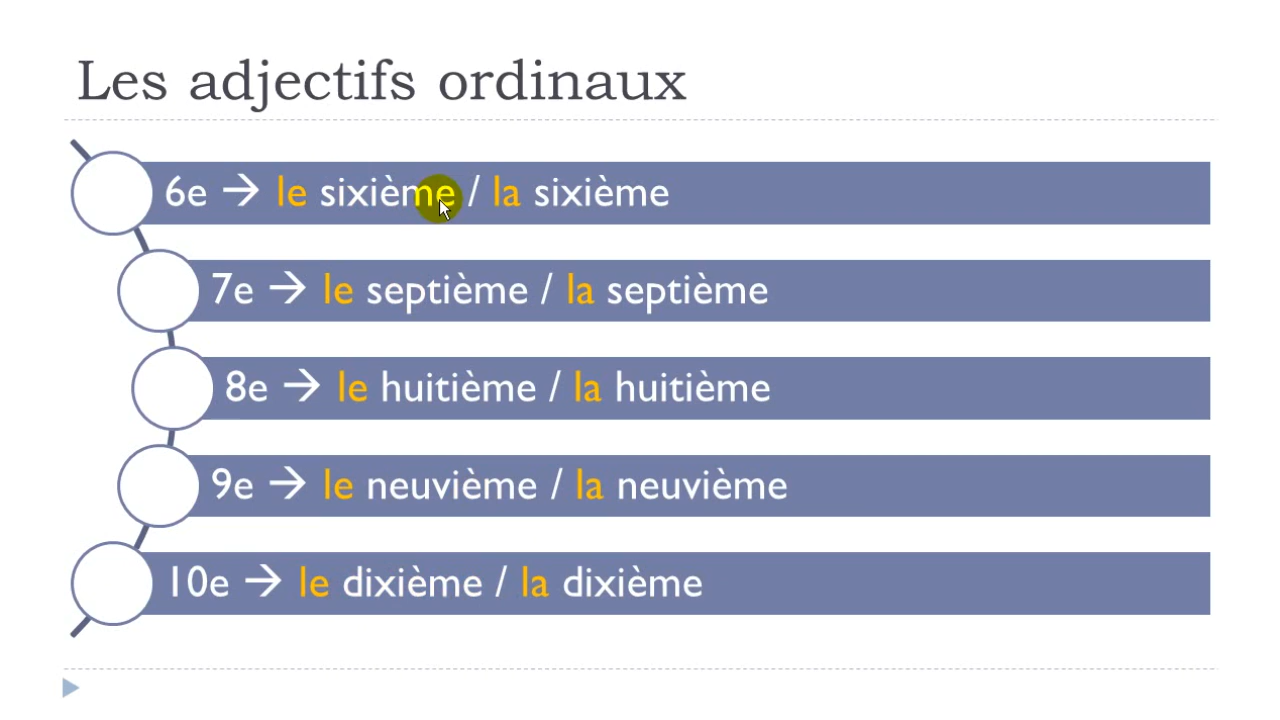 Les adjectifs ordinaux
6e → le sixième / la sixième
7e → le septième / la septième
8e → le huitième / la huitième
9e → le neuvième / la neuvième
10e → le dixième / la dixième